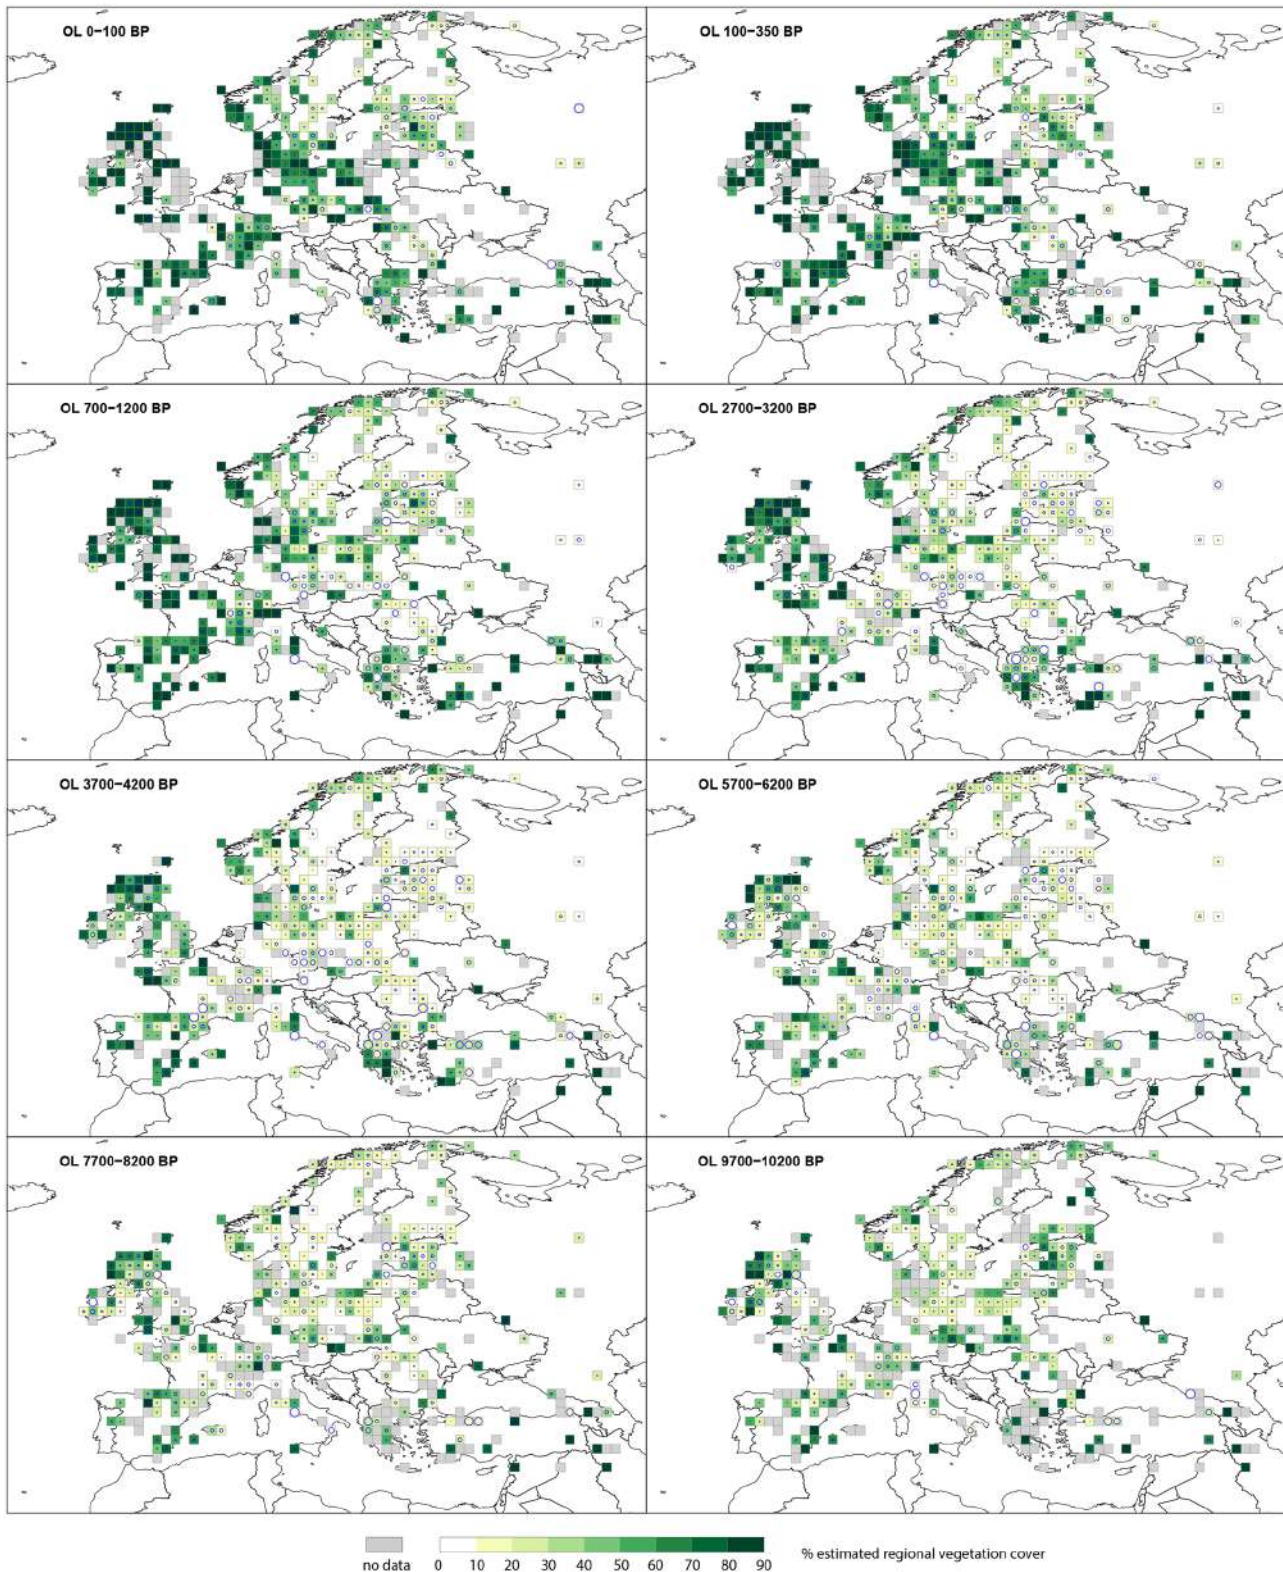 OL 0–100 BP
OL 100–350 BP
OL 700–1200 BP
OL 2700–3200 BP
OL 3700–4200 BP
OL 5700–6200 BP
OL 7700–8200 BP
OL 9700–10200 BP
no data 0 10 20 30 40 50 60 70 80 90 % estimated regional vegetation cover